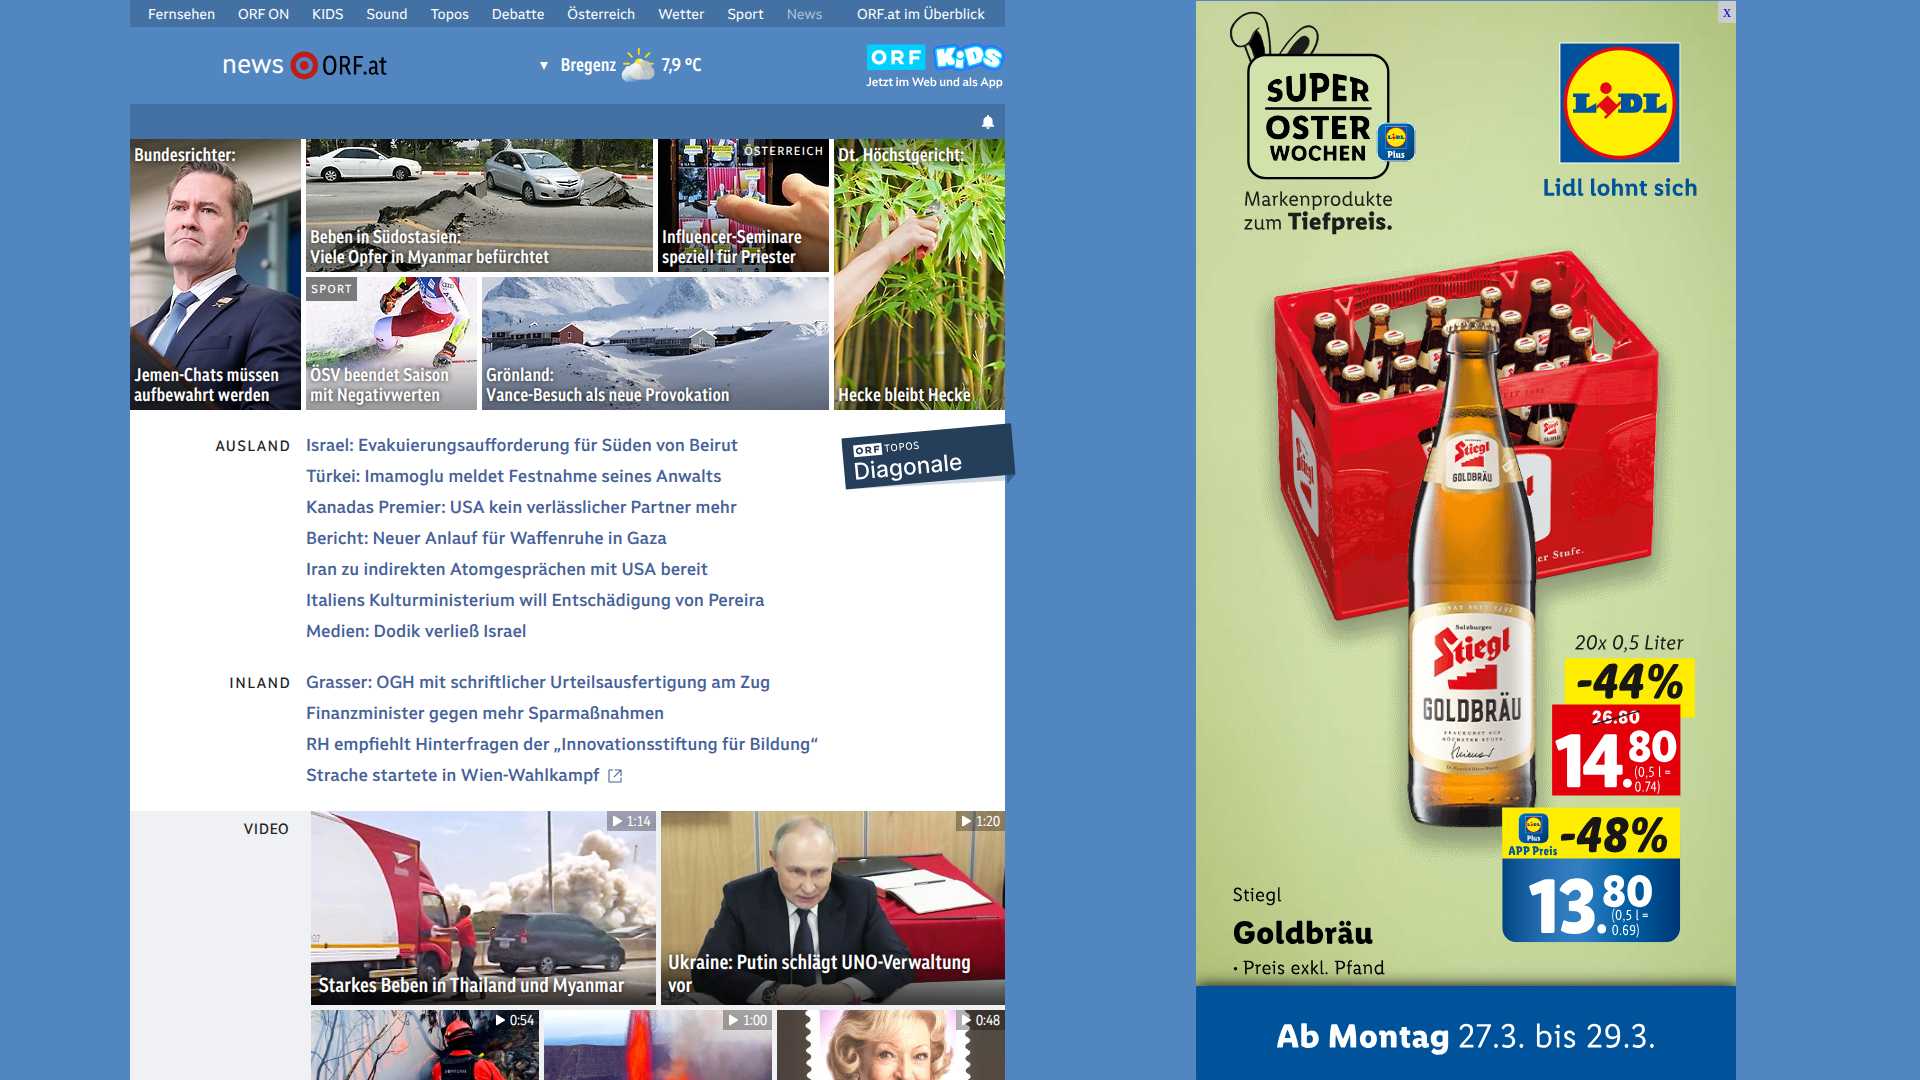 Fernsehen ORF ON KIDS Sound Topos Debatte Österreich Wetter Sport News ORF.at im Überblick
news ORF.at
▼ Bregenz 7,9 °C
ORF KiDS
Jetzt im Web und als App
Bundesrichter:
Jemen-Chats müssen
aufbewahrt werden
Beben in Südostasien:
Viele Opfer in Myanmar befürchtet
ÖSTERREICH
Influencer-Seminare
speziell für Priester
Dt. Höchstgericht:
Hecke bleibt Hecke
SPORT
ÖSV beendet Saison
mit Negativwerten
Grönland:
Vance-Besuch als neue Provokation
AUSLAND
Israel: Evakuierungsaufforderung für Süden von Beirut
Türkei: Imamoglu meldet Festnahme seines Anwalts
Kanadas Premier: USA kein verlässlicher Partner mehr
Bericht: Neuer Anlauf für Waffenruhe in Gaza
Iran zu indirekten Atomgesprächen mit USA bereit
Italiens Kulturministerium will Entschädigung von Pereira
Medien: Dodik verließ Israel
ORF TOPOS
Diagonale
INLAND
Grasser: OGH mit schriftlicher Urteilsausfertigung am Zug
Finanzminister gegen mehr Sparmaßnahmen
RH empfiehlt Hinterfragen der „Innovationsstiftung für Bildung“
Strache startete in Wien-Wahlkampf
VIDEO
1:14
Starkes Beben in Thailand und Myanmar
1:20
Ukraine: Putin schlägt UNO-Verwaltung
vor
0:54
1:00
0:48
x
SUPER
OSTER
WOCHEN
LIDL
Plus
Markenprodukte
zum Tiefpreis.
LIDL
Lidl lohnt sich
Stiegl
GOLDBRÄU
er Stufe.
Salzburger
Stiegl
GOLDBRÄU
BRAUKUNST AUF
HÖCHSTER STUFE.
20x 0,5 Liter
-44%
26.80
14.80
(0,5 l =
0.74)
LIDL
Plus
APP Preis
-48%
13.80
(0,5 l =
0.69)
Stiegl
Goldbräu
• Preis exkl. Pfand
Ab Montag 27.3. bis 29.3.